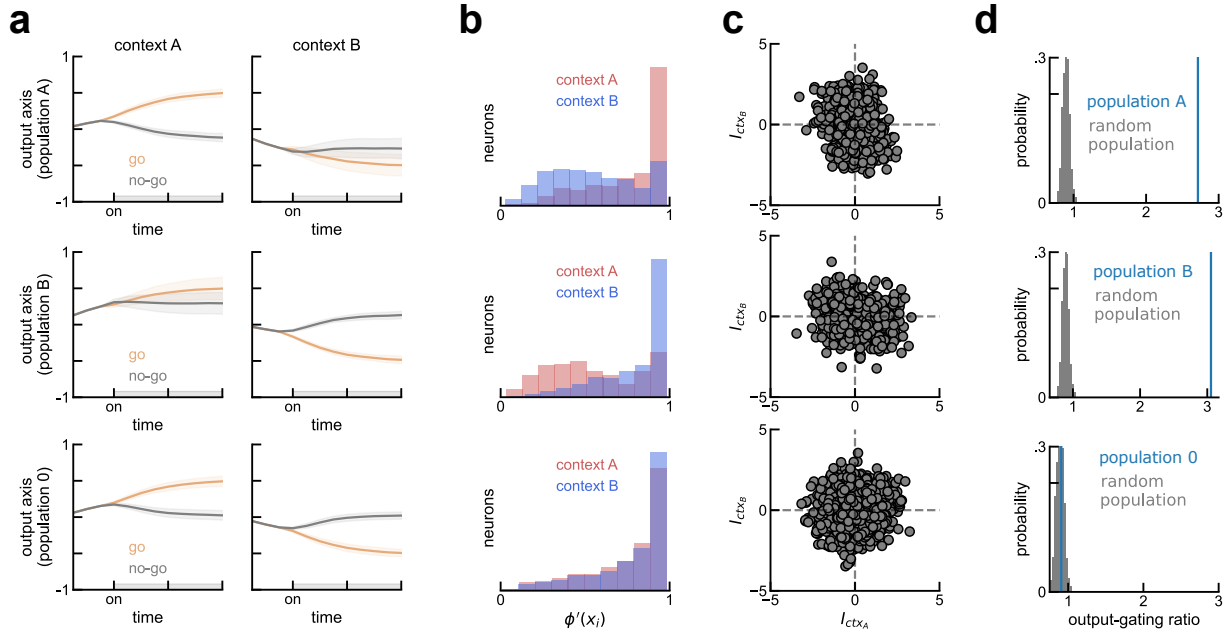 a
context A
context B
1
-1
output axis
(population A)
go
no-go
on
on
time
time
1
-1
output axis
(population B)
go
no-go
on
on
time
time
1
-1
output axis
(population 0)
go
no-go
on
on
time
time
b
context A
context B
neurons
0
1
context A
context B
neurons
0
1
context A
context B
neurons
0
1
ϕ'(xᵢ)
c
5
0
−5
−5
0
5
I_ctx_B
5
0
−5
−5
0
5
I_ctx_B
5
0
−5
−5
0
5
I_ctx_B
I_ctx_A
d
.3
0
probability
population A
random
population
1
2
3
.3
0
probability
population B
random
population
1
2
3
.3
0
probability
population 0
random
population
1
2
3
output-gating ratio